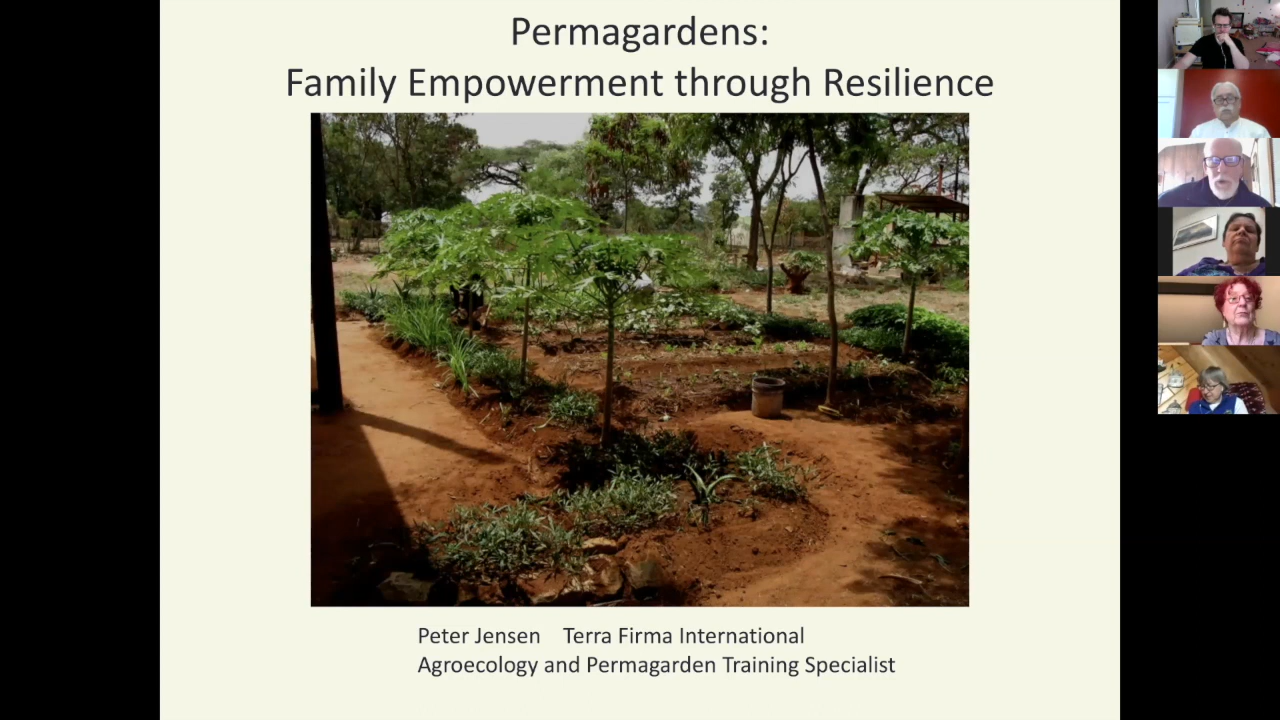 Permagardens:
Family Empowerment through Resilience
Peter Jensen Terra Firma International
Agroecology and Permagarden Training Specialist